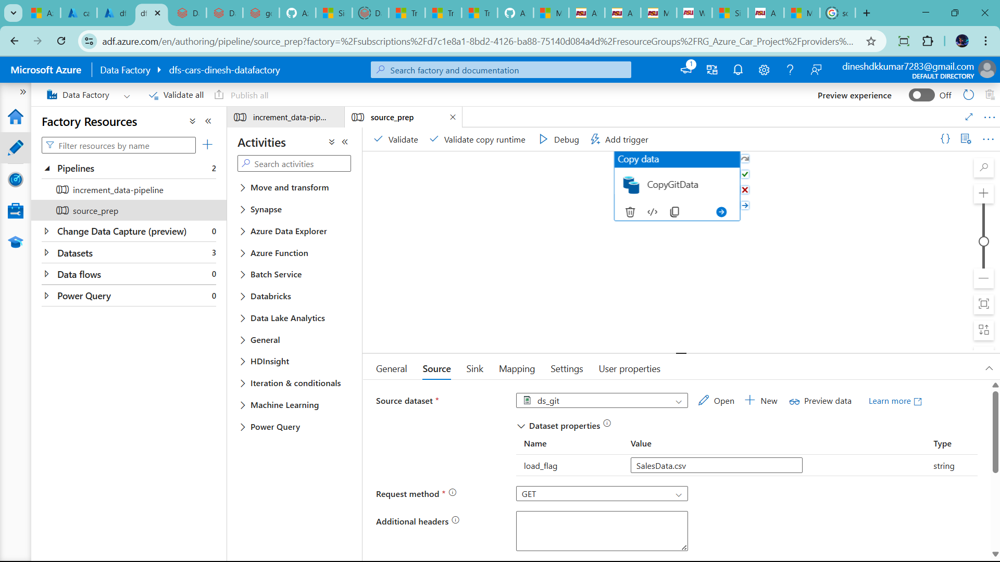 Az
ca
df
df
D
D
go
Az
Si
D
Tr
Tr
Tr
A
M
A
A
M
W
Si
A
M
sc
adf.azure.com/en/authoring/pipeline/source_prep?factory=%2Fsubscriptions%2Fd7c1e8a1-8bd2-4126-ba88-75140d084a4d%2FresourceGroups%2FRG_Azure_Car_Project%2Fproviders%...
Microsoft Azure
Data Factory
dfs-cars-dinesh-datafactory
Search factory and documentation
1
dineshdkkumar7283@gmail.com
DEFAULT DIRECTORY
Data Factory
Validate all
Publish all
Preview experience
Off
Factory Resources
Filter resources by name
Pipelines 2
increment_data-pipeline
source_prep
Change Data Capture (preview) 0
Datasets 3
Data flows 0
Power Query 0
increment_data-pip...
source_prep
Activities
Search activities
Move and transform
Synapse
Azure Data Explorer
Azure Function
Batch Service
Databricks
Data Lake Analytics
General
HDInsight
Iteration & conditionals
Machine Learning
Power Query
Validate
Validate copy runtime
Debug
Add trigger
Copy data
CopyGitData
General
Source
Sink
Mapping
Settings
User properties
Source dataset *
ds_git
Open
New
Preview data
Learn more
Dataset properties
Name Value Type
load_flag SalesData.csv string
Request method *
GET
Additional headers